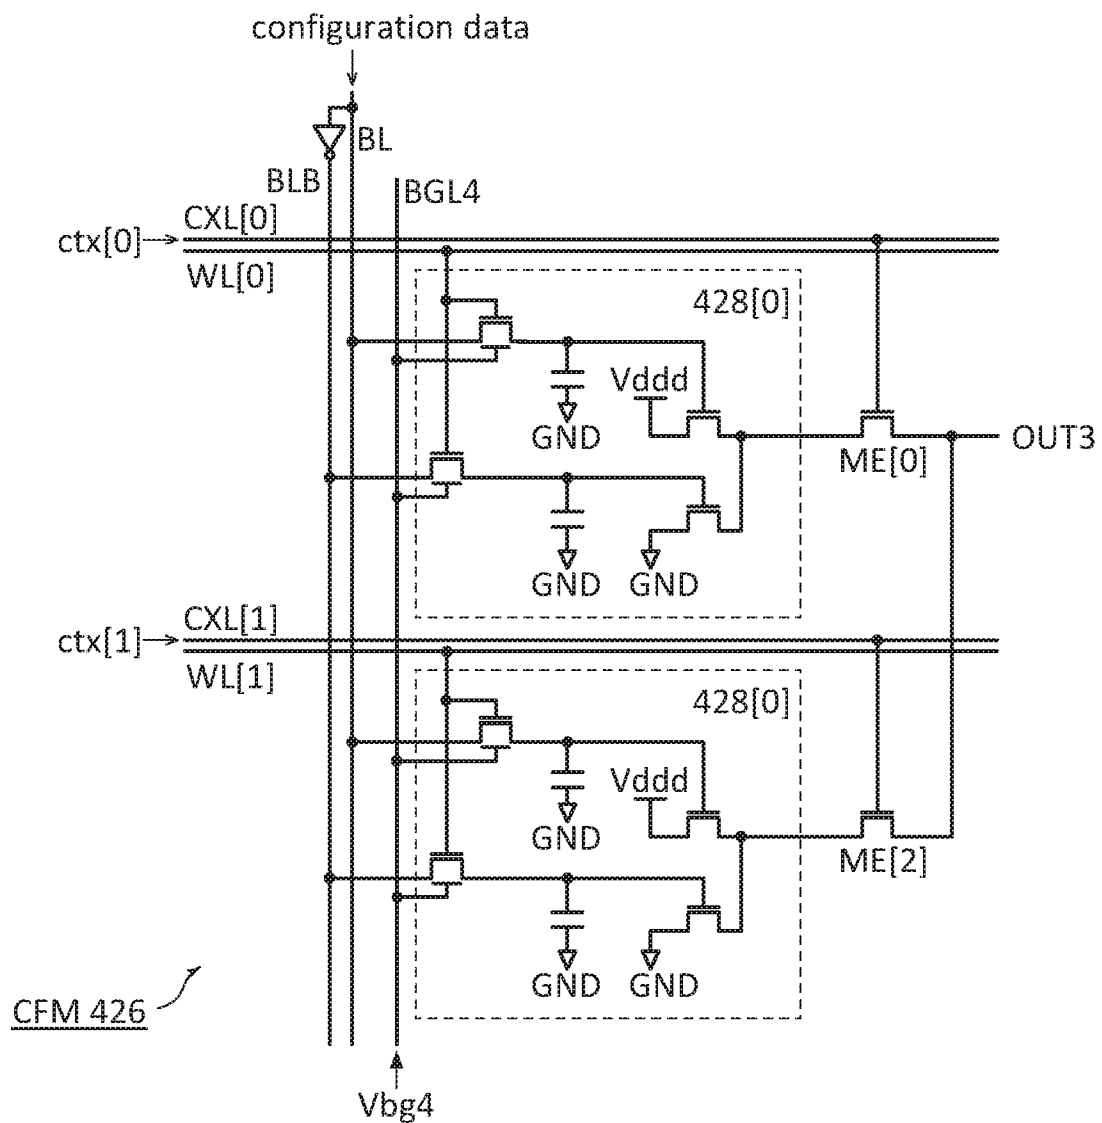 configuration data
BL
BLB
BGL4
CXL[0]
ctx[0]
WL[0]
428[0]
Vddd
GND
OUT3
ME[0]
GND
GND
CXL[1]
ctx[1]
WL[1]
428[0]
Vddd
GND
ME[2]
GND
GND
CFM 426
Vbg4